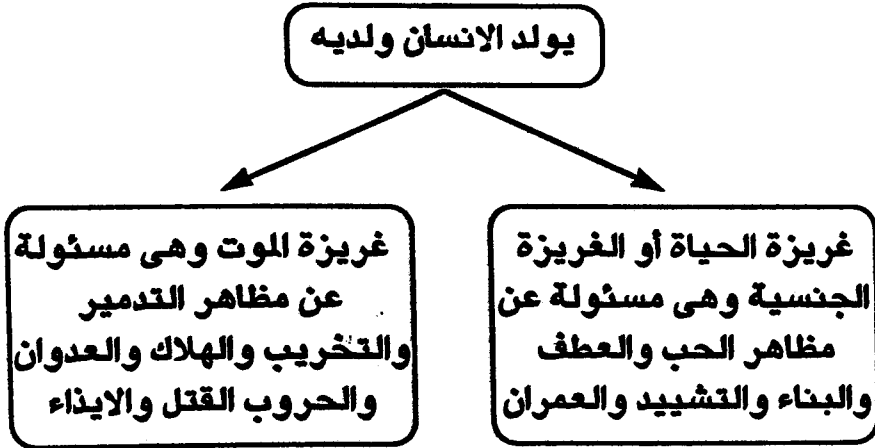 يولد الانسان ولديه
غريزة الحياة أو الغريزة
الجنسية وهى مسئولة عن
مظاهر الحب والعطف
والبناء والتشييد والعمران
غريزة الموت وهى مسئولة
عن مظاهر التدمير
والتخريب والهلاك والعدوان
والحروب القتل والايذاء